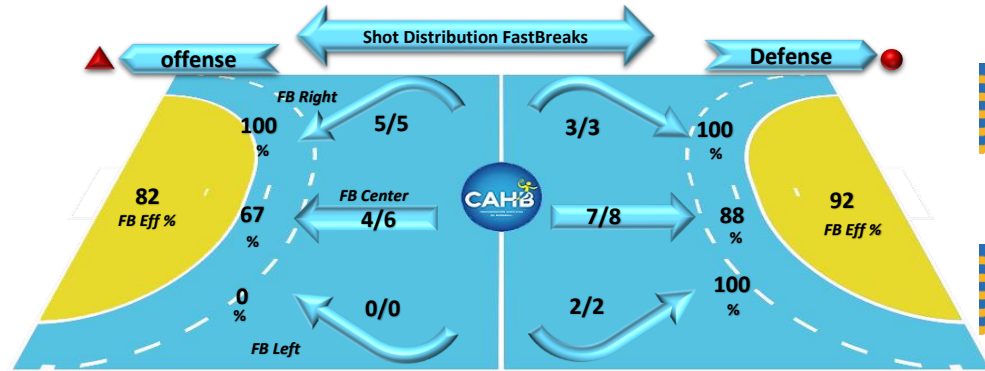 Shot Distribution FastBreaks
offense
Defense
FB Right
5/5
3/3
100
%
100
%
82
FB Eff %
FB Center
4/6
67
%
CAHB
7/8
88
%
92
FB Eff %
0
%
0/0
FB Left
2/2
100
%